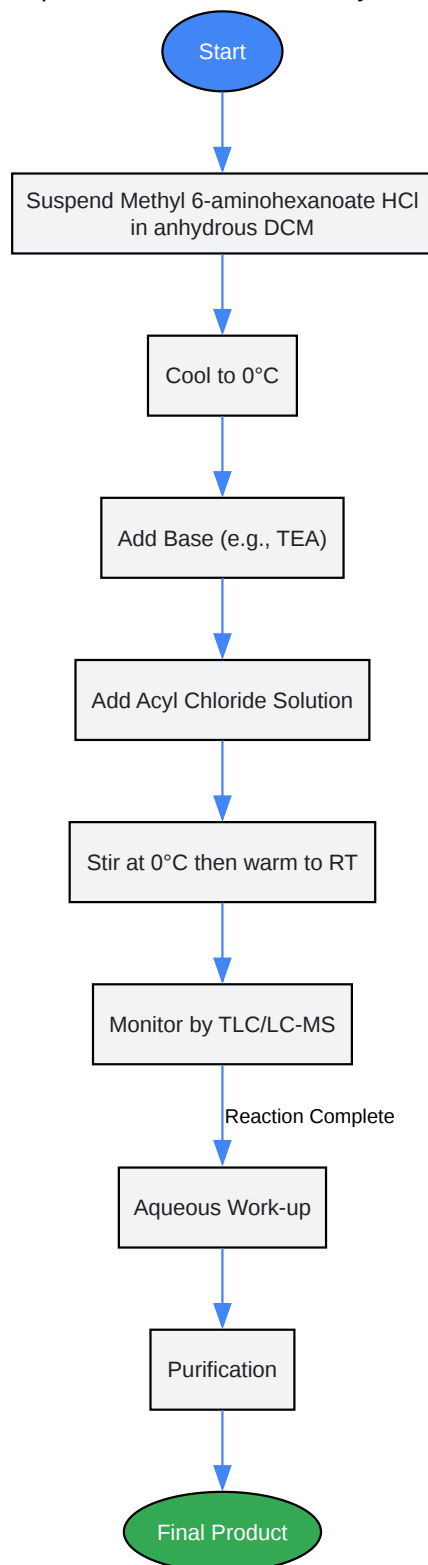 Start
Suspend Methyl 6-aminohexanoate HCl
in anhydrous DCM
Cool to 0°C
Add Base (e.g., TEA)
Add Acyl Chloride Solution
Stir at 0°C then warm to RT
Monitor by TLC/LC-MS
Reaction Complete
Aqueous Work-up
Purification
Final Product